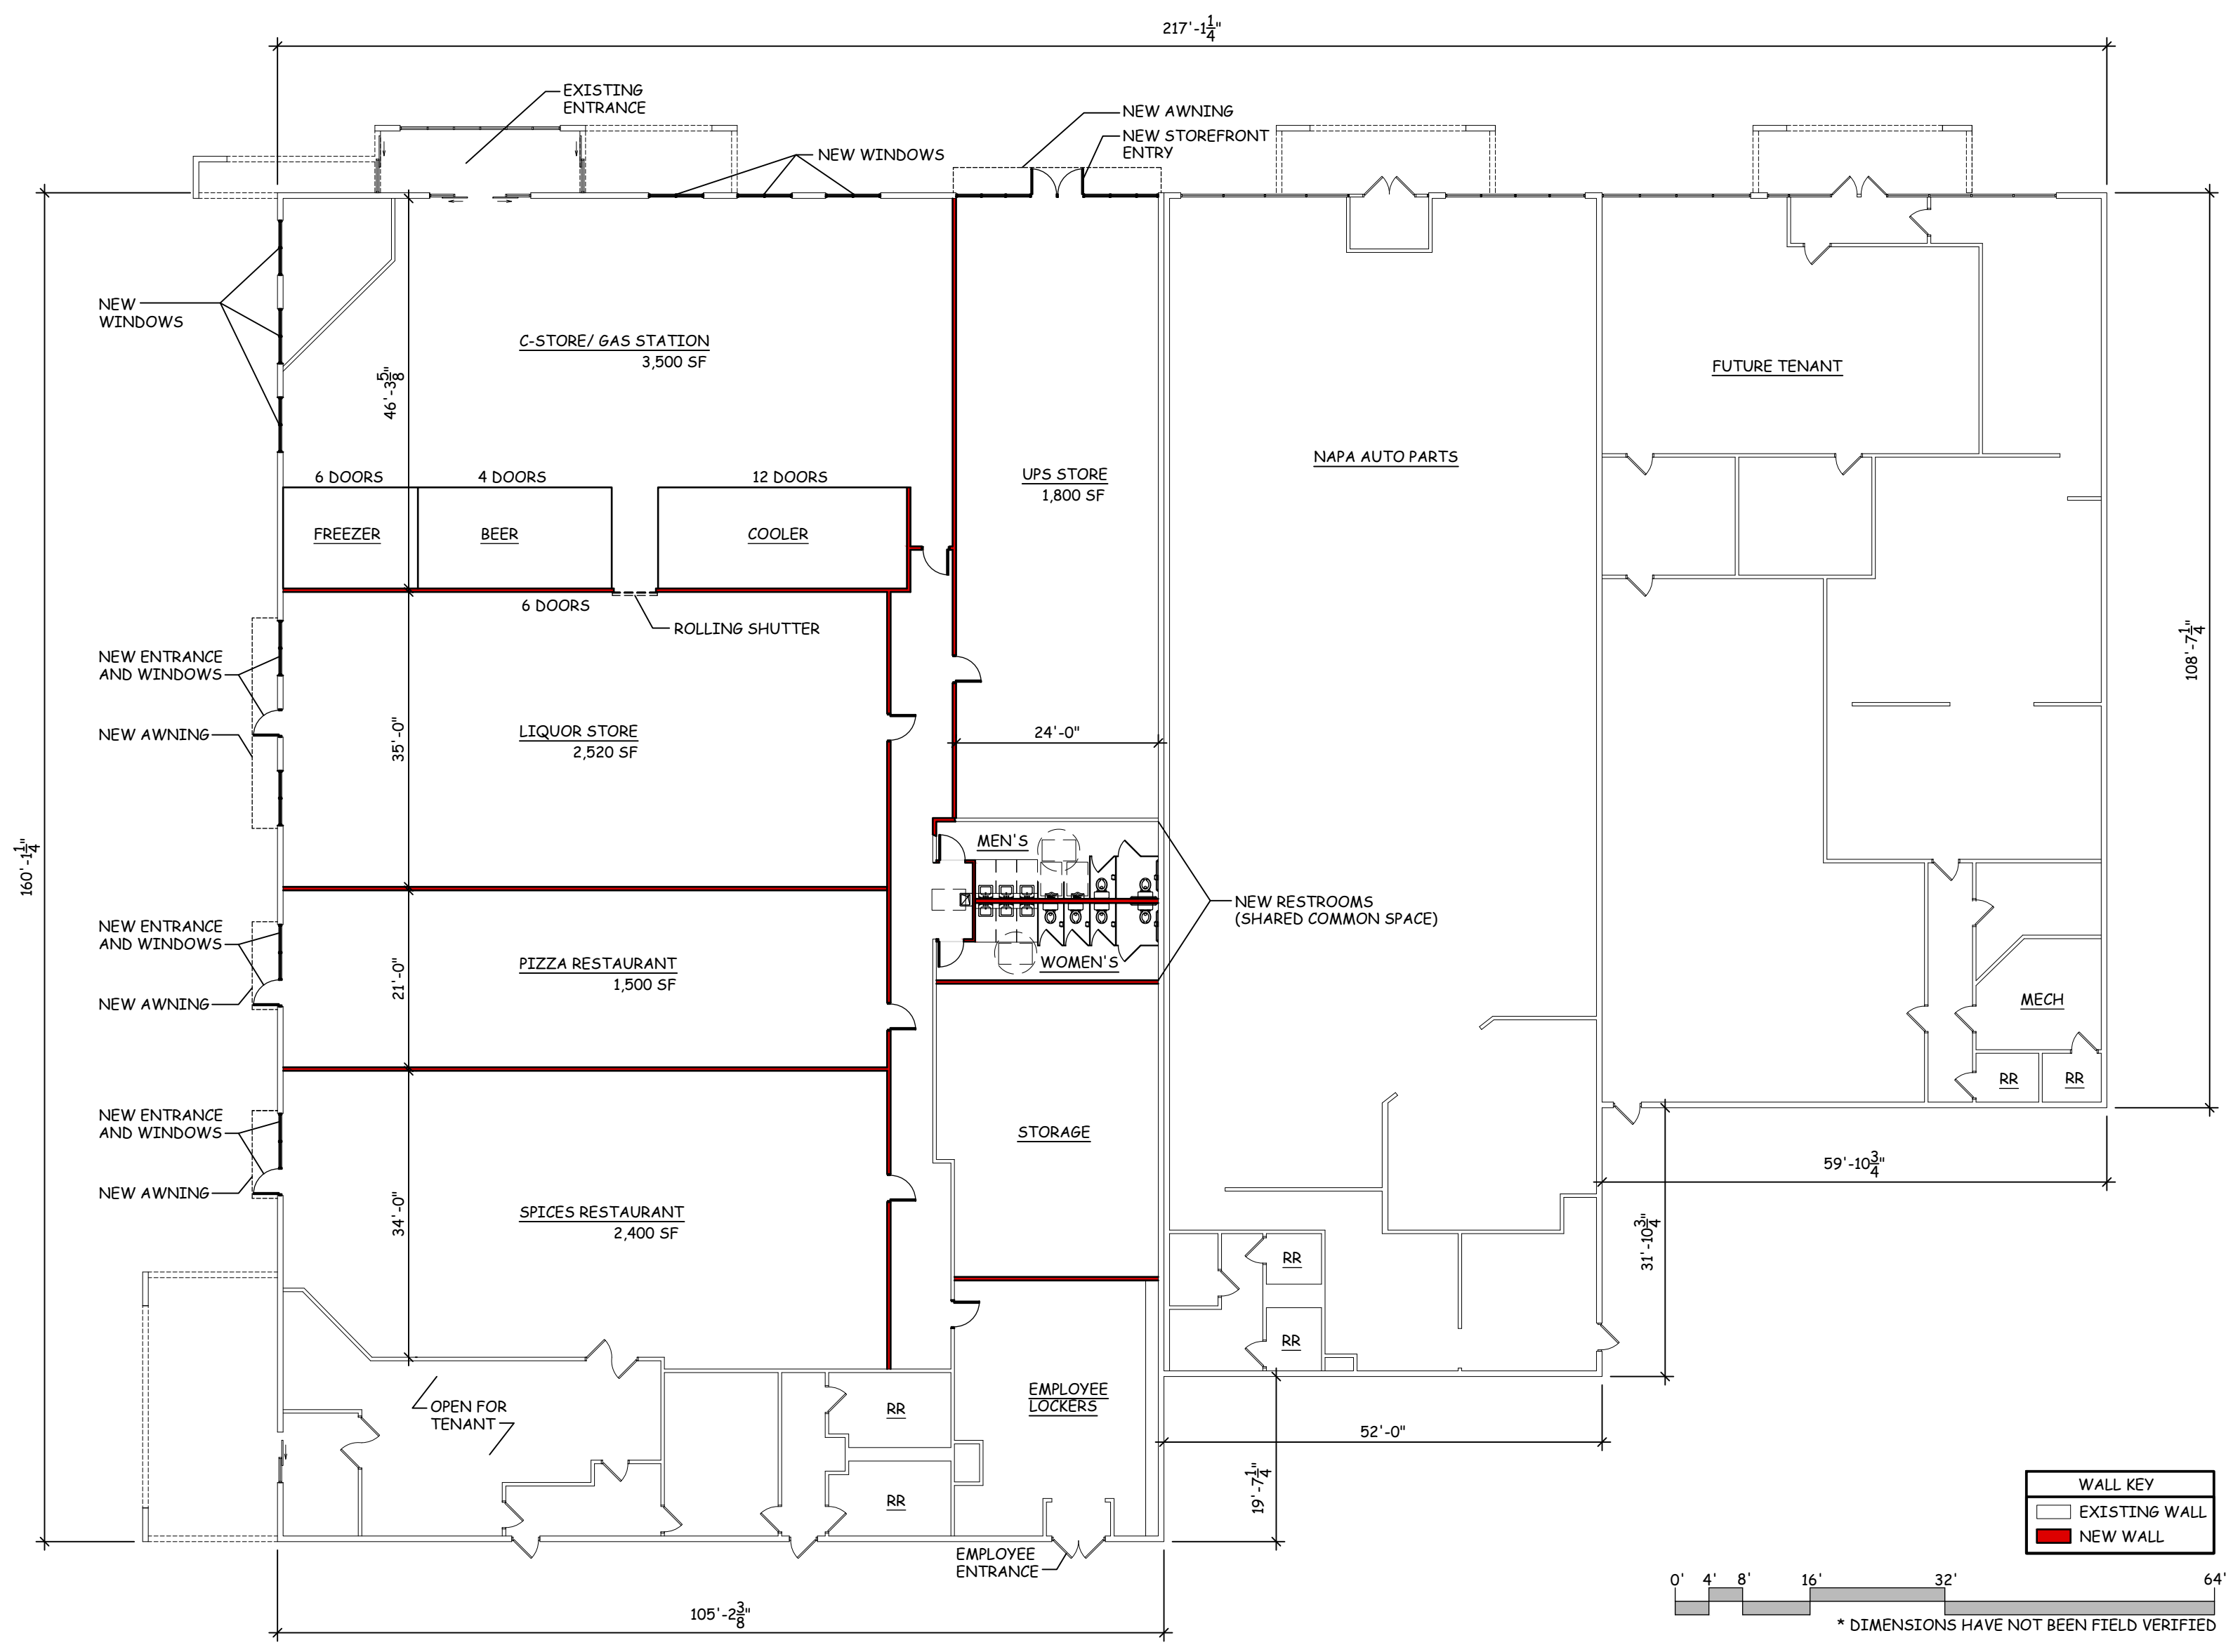 217'-1 1/4"
EXISTING
ENTRANCE
NEW AWNING
NEW STOREFRONT
ENTRY
NEW WINDOWS
NEW
WINDOWS
C-STORE/ GAS STATION
3,500 SF
46'-3 5/8"
FUTURE TENANT
NAPA AUTO PARTS
6 DOORS
4 DOORS
12 DOORS
UPS STORE
1,800 SF
FREEZER
BEER
COOLER
6 DOORS
ROLLING SHUTTER
108'-7 1/4"
NEW ENTRANCE
AND WINDOWS
NEW AWNING
LIQUOR STORE
2,520 SF
35'-0"
24'-0"
160'-1 1/4"
MEN'S
NEW RESTROOMS
(SHARED COMMON SPACE)
NEW ENTRANCE
AND WINDOWS
NEW AWNING
PIZZA RESTAURANT
1,500 SF
21'-0"
WOMEN'S
MECH
RR
RR
NEW ENTRANCE
AND WINDOWS
NEW AWNING
STORAGE
59'-10 3/4"
SPICES RESTAURANT
2,400 SF
34'-0"
31'-10 3/4"
RR
RR
OPEN FOR
TENANT
RR
EMPLOYEE
LOCKERS
52'-0"
RR
19'-7 1/4"
WALL KEY
EXISTING WALL
NEW WALL
EMPLOYEE
ENTRANCE
0' 4' 8' 16' 32' 64'
105'-2 3/8"
* DIMENSIONS HAVE NOT BEEN FIELD VERIFIED